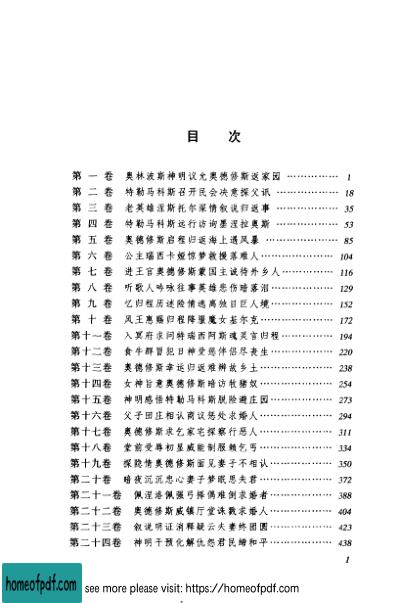 目 次
第 一 卷 奥林波斯神明议允奥德修斯返家园 ················ 1
第 二 卷 特勒马科斯召开民会决意探父讯 ················ 18
第 三 卷 老英雄涅斯托尔深情叙说归返事 ················ 35
第 四 卷 特勒马科斯远行访询墨涅拉奥斯 ················ 53
第 五 卷 奥德修斯启程归返海上遇风暴 ················ 85
第 六 卷 公主瑙西卡娅惊梦救援落难人 ················ 104
第 七 卷 进王宫奥德修斯蒙国主诚待外乡人 ············ 116
第 八 卷 听歌人吟咏往事英雄悲伤暗落泪 ················ 129
第 九 卷 忆归程历述险情逃离独目巨人境 ················ 152
第 十 卷 风王惠赐归程降服魔女基尔克 ················ 172
第十一卷 入冥府求问特瑞西阿斯魂灵言归程 ············ 194
第十二卷 食牛群冒犯日神受惩伴侣尽丧生 ················ 220
第十三卷 奥德修斯幸运归返难辨故乡土 ················ 238
第十四卷 女神旨意奥德修斯暗访牧猪奴 ················ 254
第十五卷 神明感悟特勒马科斯脱险避庄园 ················ 273
第十六卷 父子田庄相认商议惩处求婚人 ················ 294
第十七卷 奥德修斯求乞家宅探察行恶人 ················ 311
第十八卷 堂前受辱初显威能制服赖乞丐 ················ 334
第十九卷 探隐情奥德修斯面见妻子不相认 ················ 350
第二十卷 暗夜沉沉忠心妻子梦眠思夫君 ················ 372
第二十一卷 佩涅洛佩强弓择偶难倒求婚者 ············ 388
第二十二卷 奥德修斯威镇厅堂诛戮求婚人 ············ 404
第二十三卷 叙说明证消释疑云夫妻终团圆 ············ 423
第二十四卷 神明干预化解仇怨君民缔和平 ············ 438
1
homeofpdf.com
see more please visit: https://homeofpdf.com